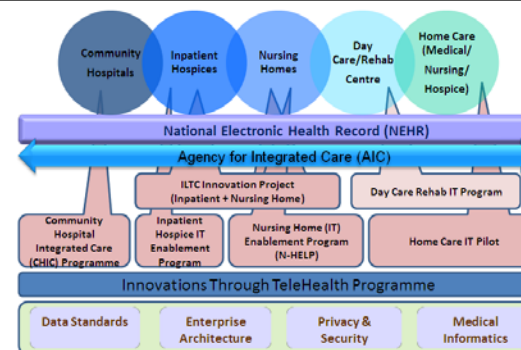 Community
Hospitals
Inpatient
Hospices
Nursing
Homes
Day
Care/Rehab
Centre
Home Care
(Medical/
Nursing/
Hospice)
National Electronic Health Record (NEHR)
Agency for Integrated Care (AIC)
ILTC Innovation Project
(Inpatient + Nursing Home)
Day Care Rehab IT Program
Community
Hospital
Integrated Care
(CHIC) Programme
Inpatient
Hospice IT
Enablement
Program
Nursing Home (IT)
Enablement Program
(N-HELP)
Home Care IT Pilot
Innovations Through TeleHealth Programme
Data Standards
Enterprise
Architecture
Privacy &
Security
Medical
Informatics